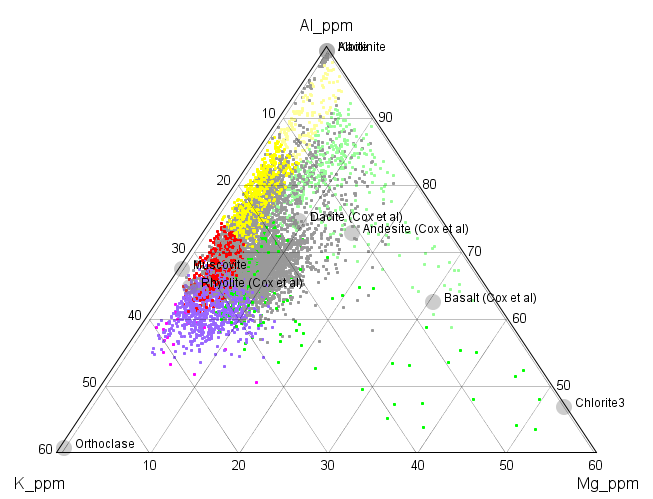 Al_ppm
Kaolinite
10
90
20
80
Dacite (Cox et al)
Andesite (Cox et al)
30
70
Muscovite
Rhyolite (Cox et al)
Basalt (Cox et al)
40
60
50
50
Chlorite3
Orthoclase
60
10
20
30
40
50
60
K_ppm
Mg_ppm